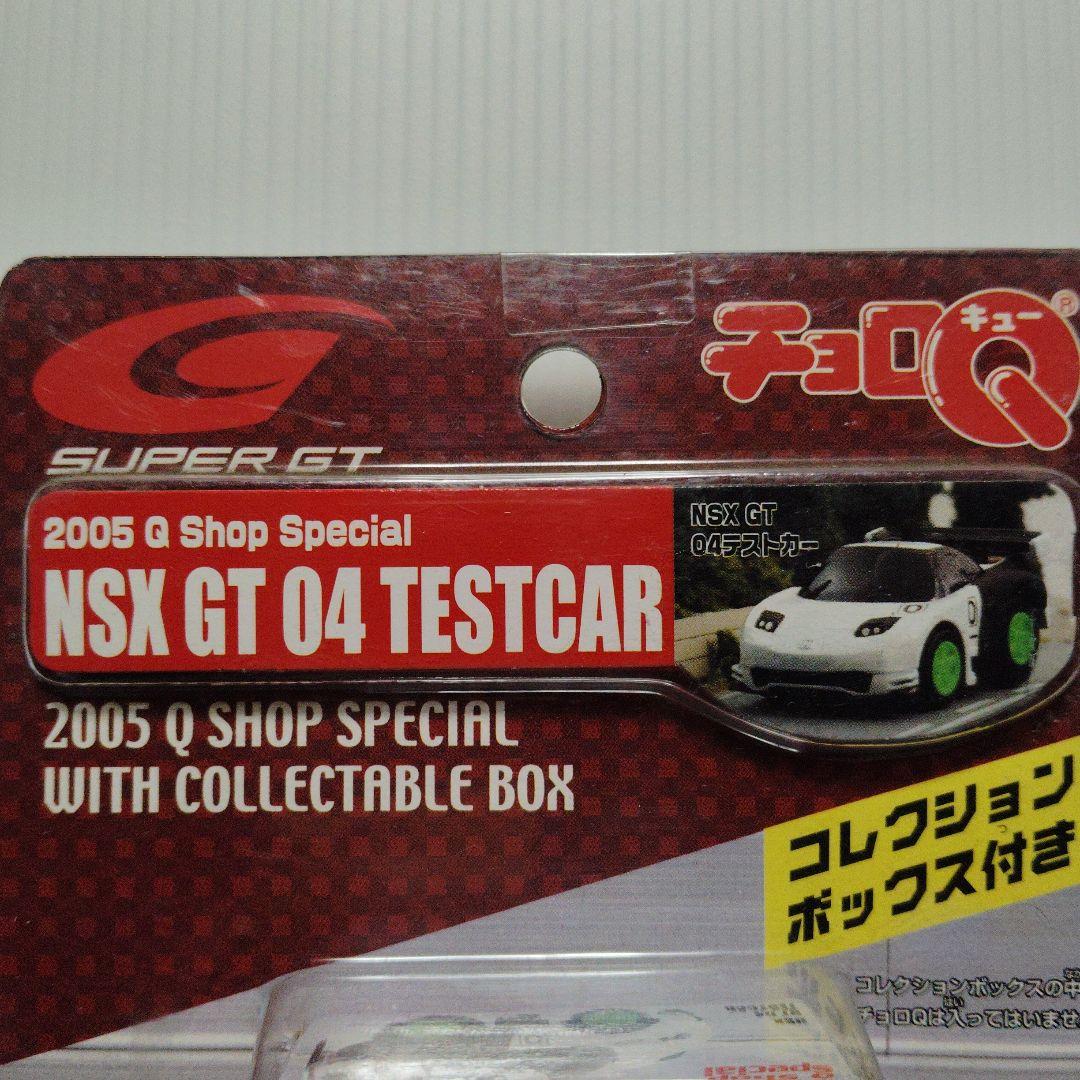 SUPER GT
チョロQ®
キュー
2005 Q Shop Special
NSX GT 04 TESTCAR
NSX GT
04テストカー
2005 Q SHOP SPECIAL
WITH COLLECTABLE BOX
コレクション
ボックス付き
コレクションボックスの中
チョロQは入ってはいませ
Q Shop
Special